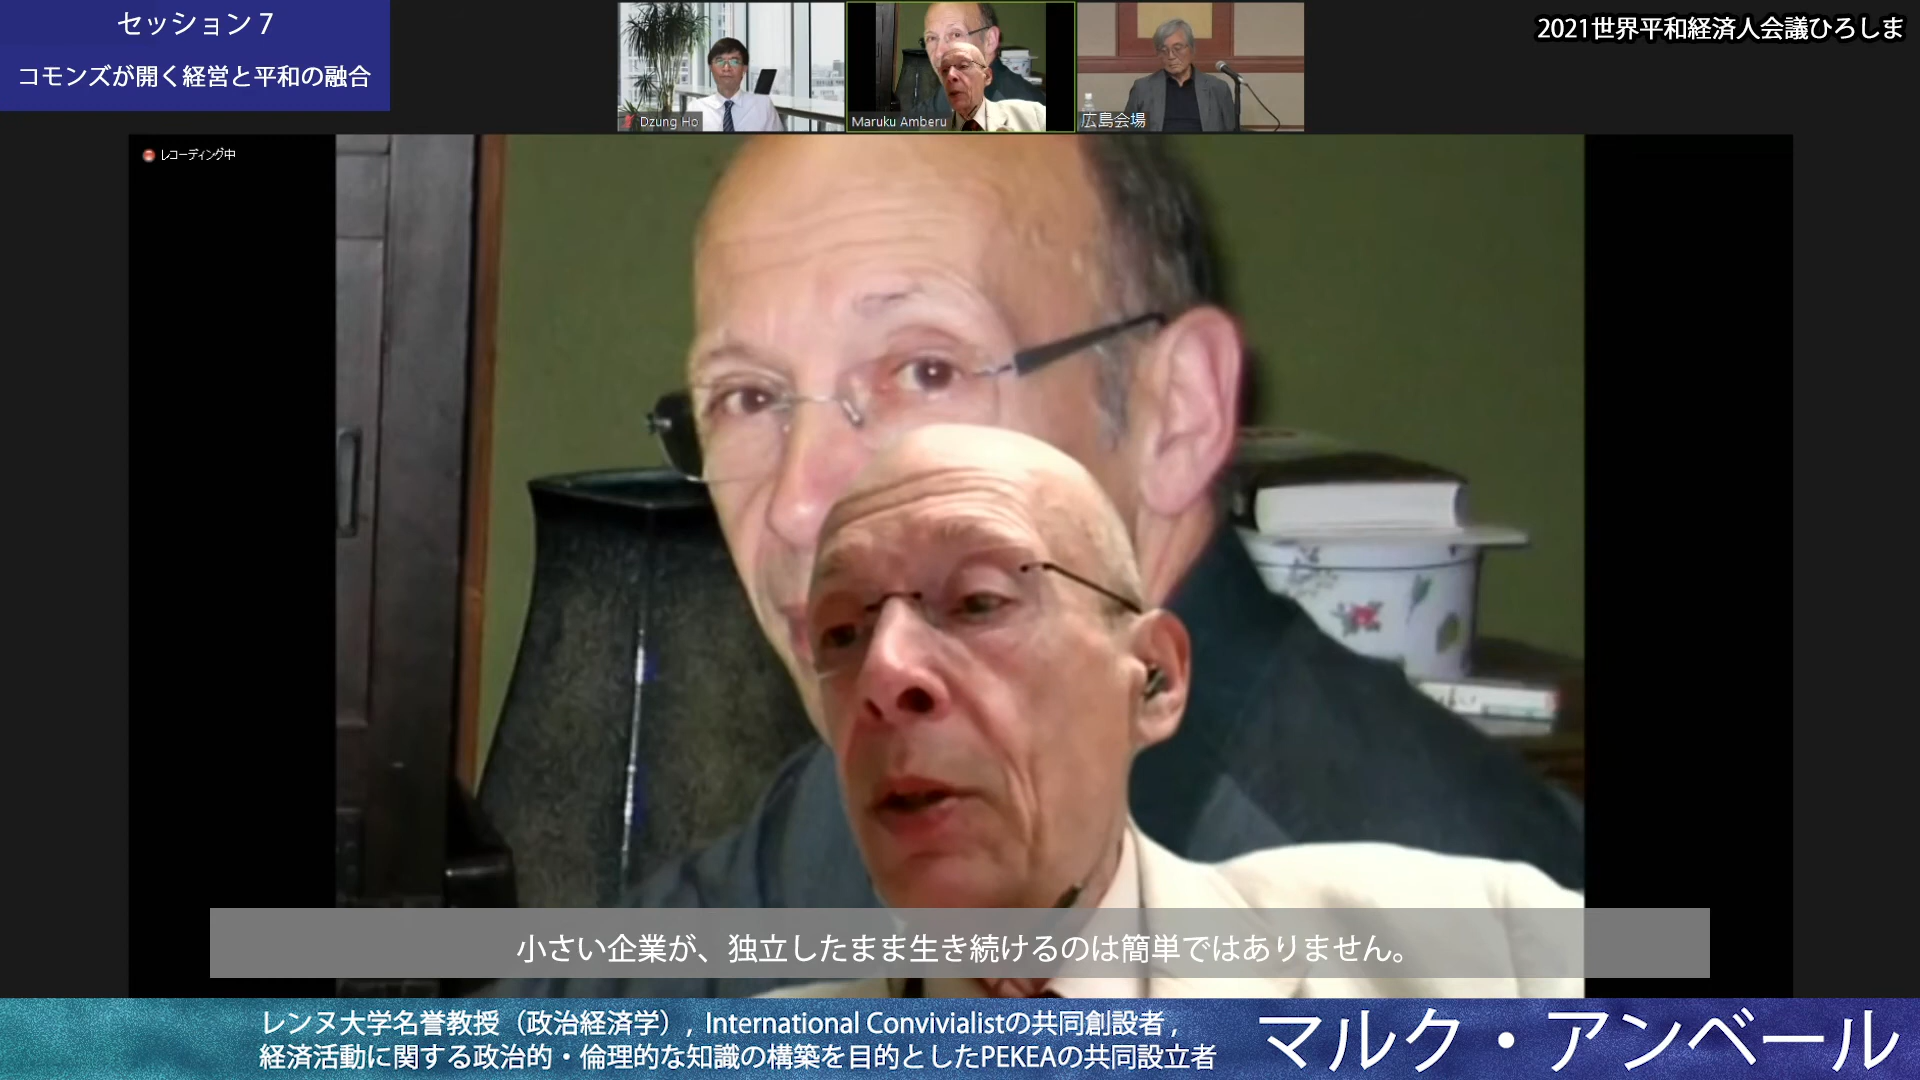 セッション7
コモンズが開く経営と平和の融合
2021世界平和経済人会議ひろしま
Dzung Ho
Maruku Amberu
広島会場
レコーディング中
小さい企業が、独立したまま生き続けるのは簡単ではありません。
レンヌ大学名誉教授（政治経済学）, International Convivialistの共同創設者,
経済活動に関する政治的・倫理的な知識の構築を目的としたPEKEAの共同設立者
マルク・アンベール